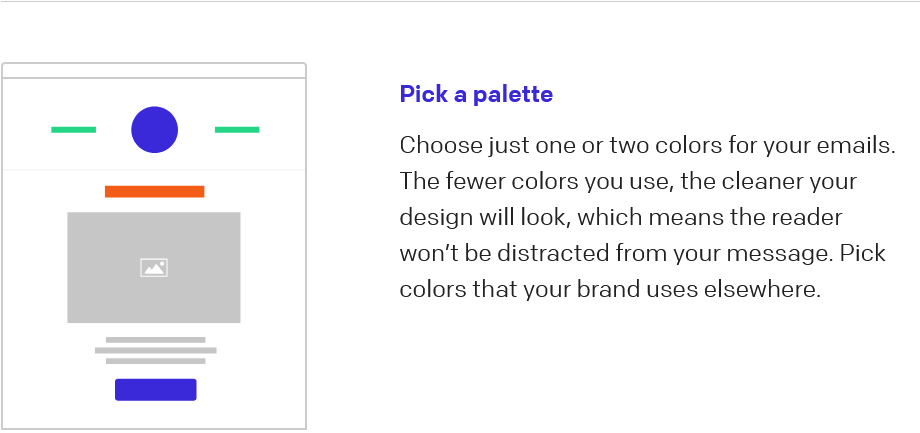 Pick a palette
Choose just one or two colors for your emails.
The fewer colors you use, the cleaner your
design will look, which means the reader
won’t be distracted from your message. Pick
colors that your brand uses elsewhere.